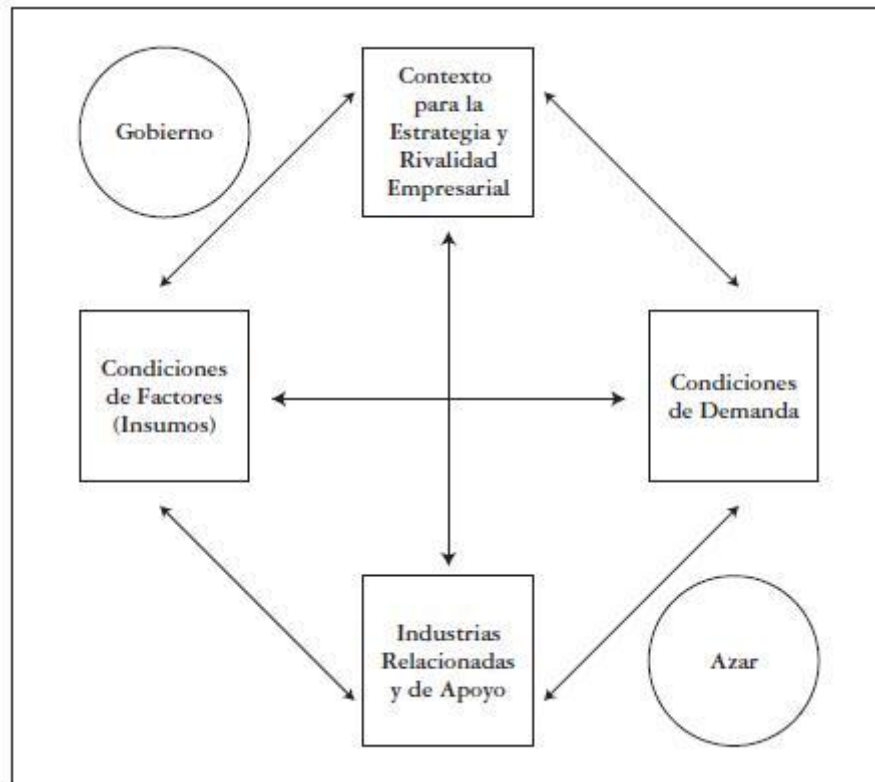 Gobierno
Contexto
para la
Estrategia y
Rivalidad
Empresarial
Condiciones
de Factores
(Insumos)
Condiciones
de Demanda
Industrias
Relacionadas
y de Apoyo
Azar